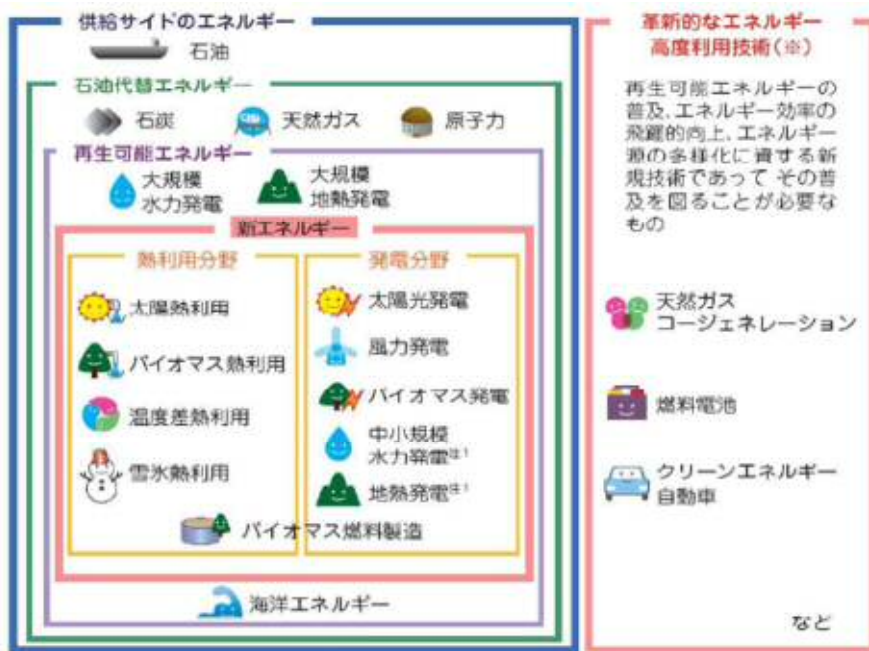 供給サイドのエネルギー
石油
石油代替エネルギー
石炭
天然ガス
原子力
再生可能エネルギー
大規模
水力発電
大規模
地熱発電
新エネルギー
熱利用分野
太陽熱利用
バイオマス熱利用
温度差熱利用
雪氷熱利用
発電分野
太陽光発電
風力発電
バイオマス発電
中小規模
水力発電注1
地熱発電注1
バイオマス燃料製造
海洋エネルギー
革新的なエネルギー
高度利用技術(※)
再生可能エネルギーの
普及、エネルギー効率の
飛躍的向上、エネルギー
源の多様化に資する新
規技術であって その普
及を図ることが必要な
もの
天然ガス
コージェネレーション
燃料電池
クリーンエネルギー
自動車
など